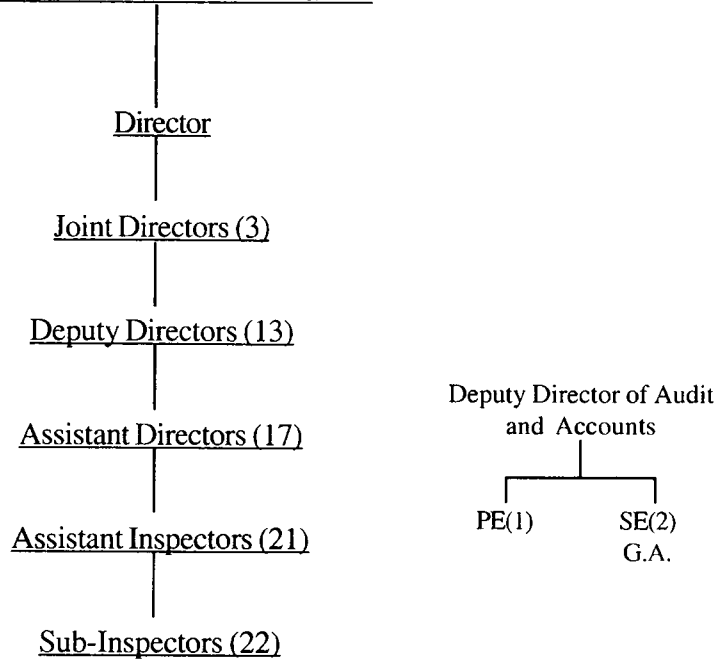 Director
Joint Directors (3)
Deputy Directors (13)
Assistant Directors (17)
Assistant Inspectors (21)
Sub-Inspectors (22)
Deputy Director of Audit
and Accounts
PE(1)
SE(2)
G.A.